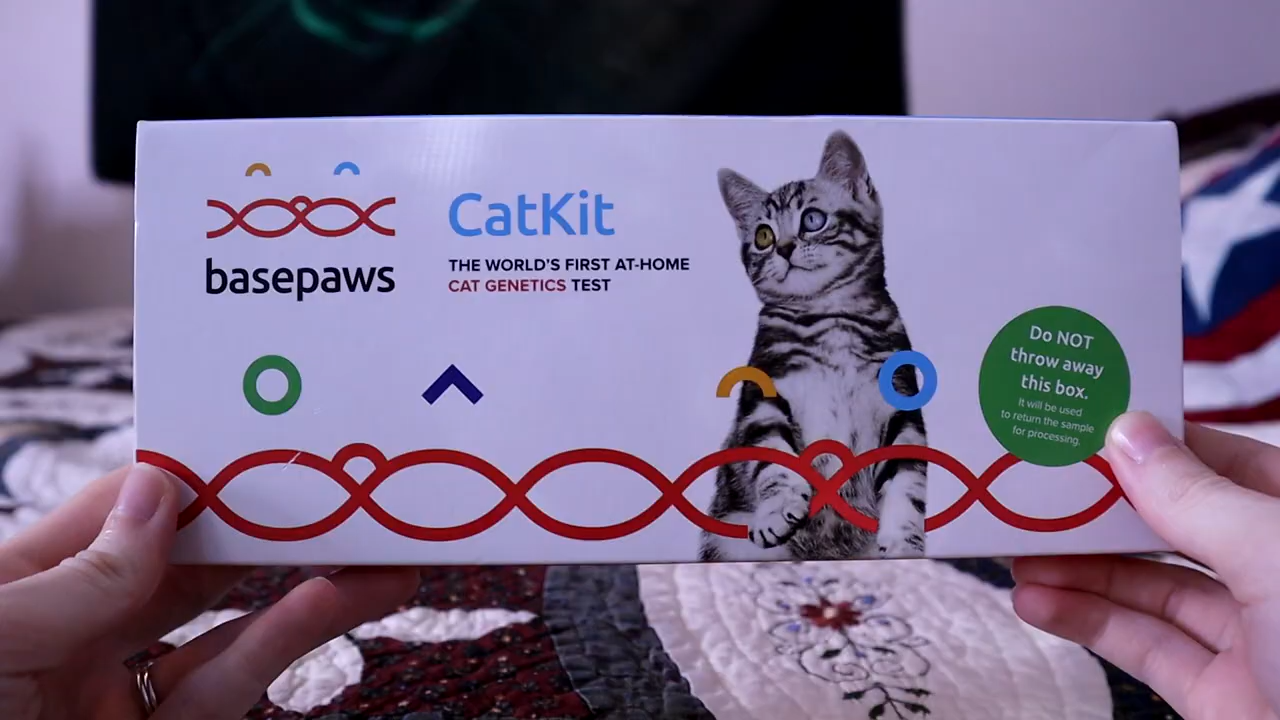 basepaws
CatKit
THE WORLD'S FIRST AT-HOME
CAT GENETICS TEST
Do NOT
throw away
this box.
It will be used
to return the sample
for processing.